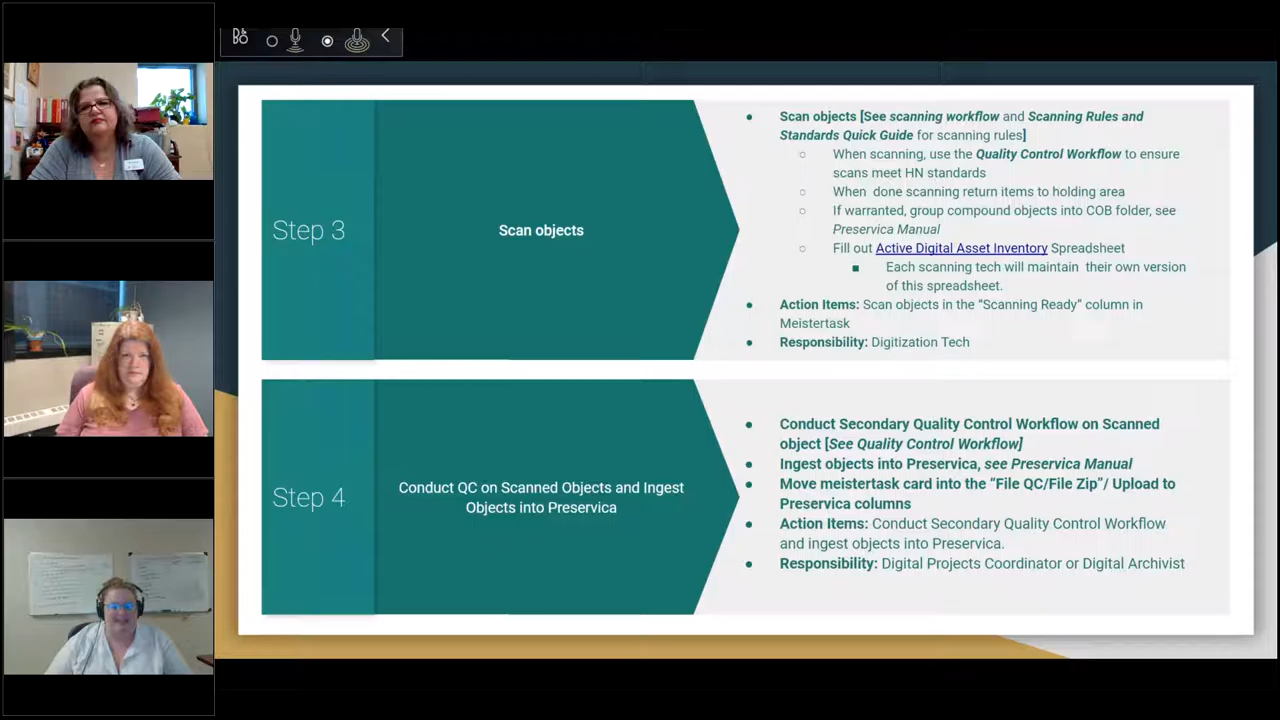 Step 3
Scan objects
● Scan objects [See scanning workflow and Scanning Rules and
Standards Quick Guide for scanning rules]
○ When scanning, use the Quality Control Workflow to ensure
scans meet HN standards
○ When done scanning return items to holding area
○ If warranted, group compound objects into COB folder, see
Preservica Manual
○ Fill out Active Digital Asset Inventory Spreadsheet
■ Each scanning tech will maintain their own version
of this spreadsheet.
● Action Items: Scan objects in the “Scanning Ready” column in
Meistertask
● Responsibility: Digitization Tech
Step 4
Conduct QC on Scanned Objects and Ingest
Objects into Preservica
● Conduct Secondary Quality Control Workflow on Scanned
object [See Quality Control Workflow]
● Ingest objects into Preservica, see Preservica Manual
● Move meistertask card into the “File QC/File Zip”/ Upload to
Preservica columns
● Action Items: Conduct Secondary Quality Control Workflow
and ingest objects into Preservica.
● Responsibility: Digital Projects Coordinator or Digital Archivist